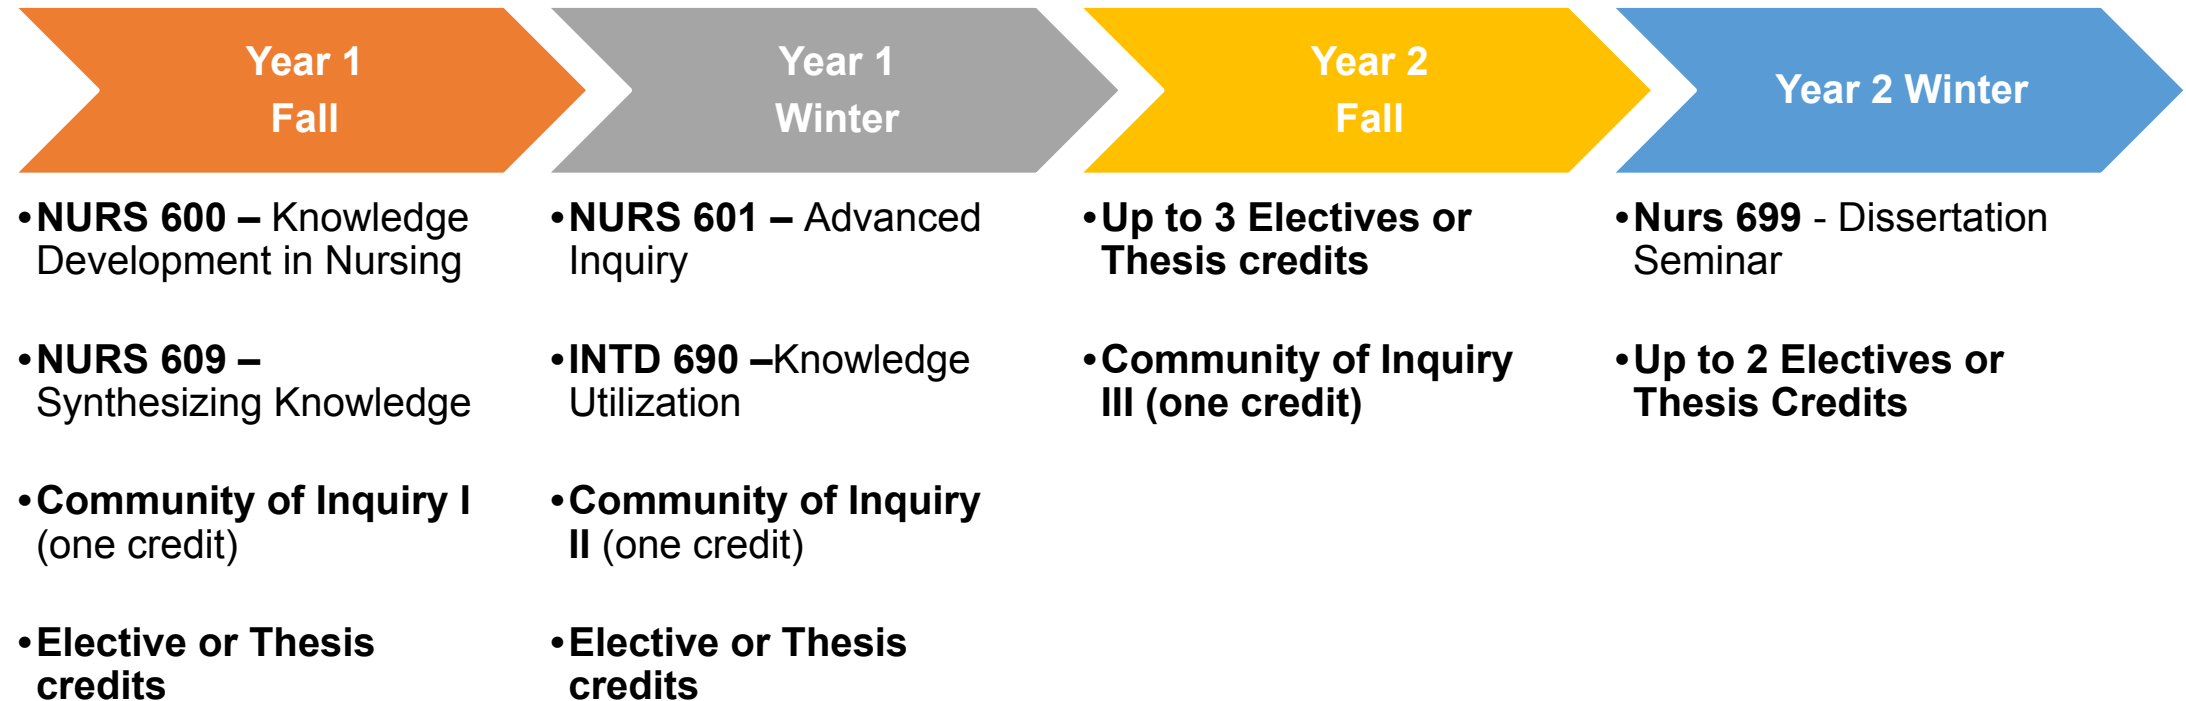 Year 1
Fall
Year 1
Winter
Year 2
Fall
Year 2 Winter
•NURS 600 – Knowledge
Development in Nursing
•NURS 609 –
Synthesizing Knowledge
•Community of Inquiry I
(one credit)
•Elective or Thesis
credits
•NURS 601 – Advanced
Inquiry
•INTD 690 –Knowledge
Utilization
•Community of Inquiry
II (one credit)
•Elective or Thesis
credits
•Up to 3 Electives or
Thesis credits
•Community of Inquiry
III (one credit)
•Nurs 699 - Dissertation
Seminar
•Up to 2 Electives or
Thesis Credits